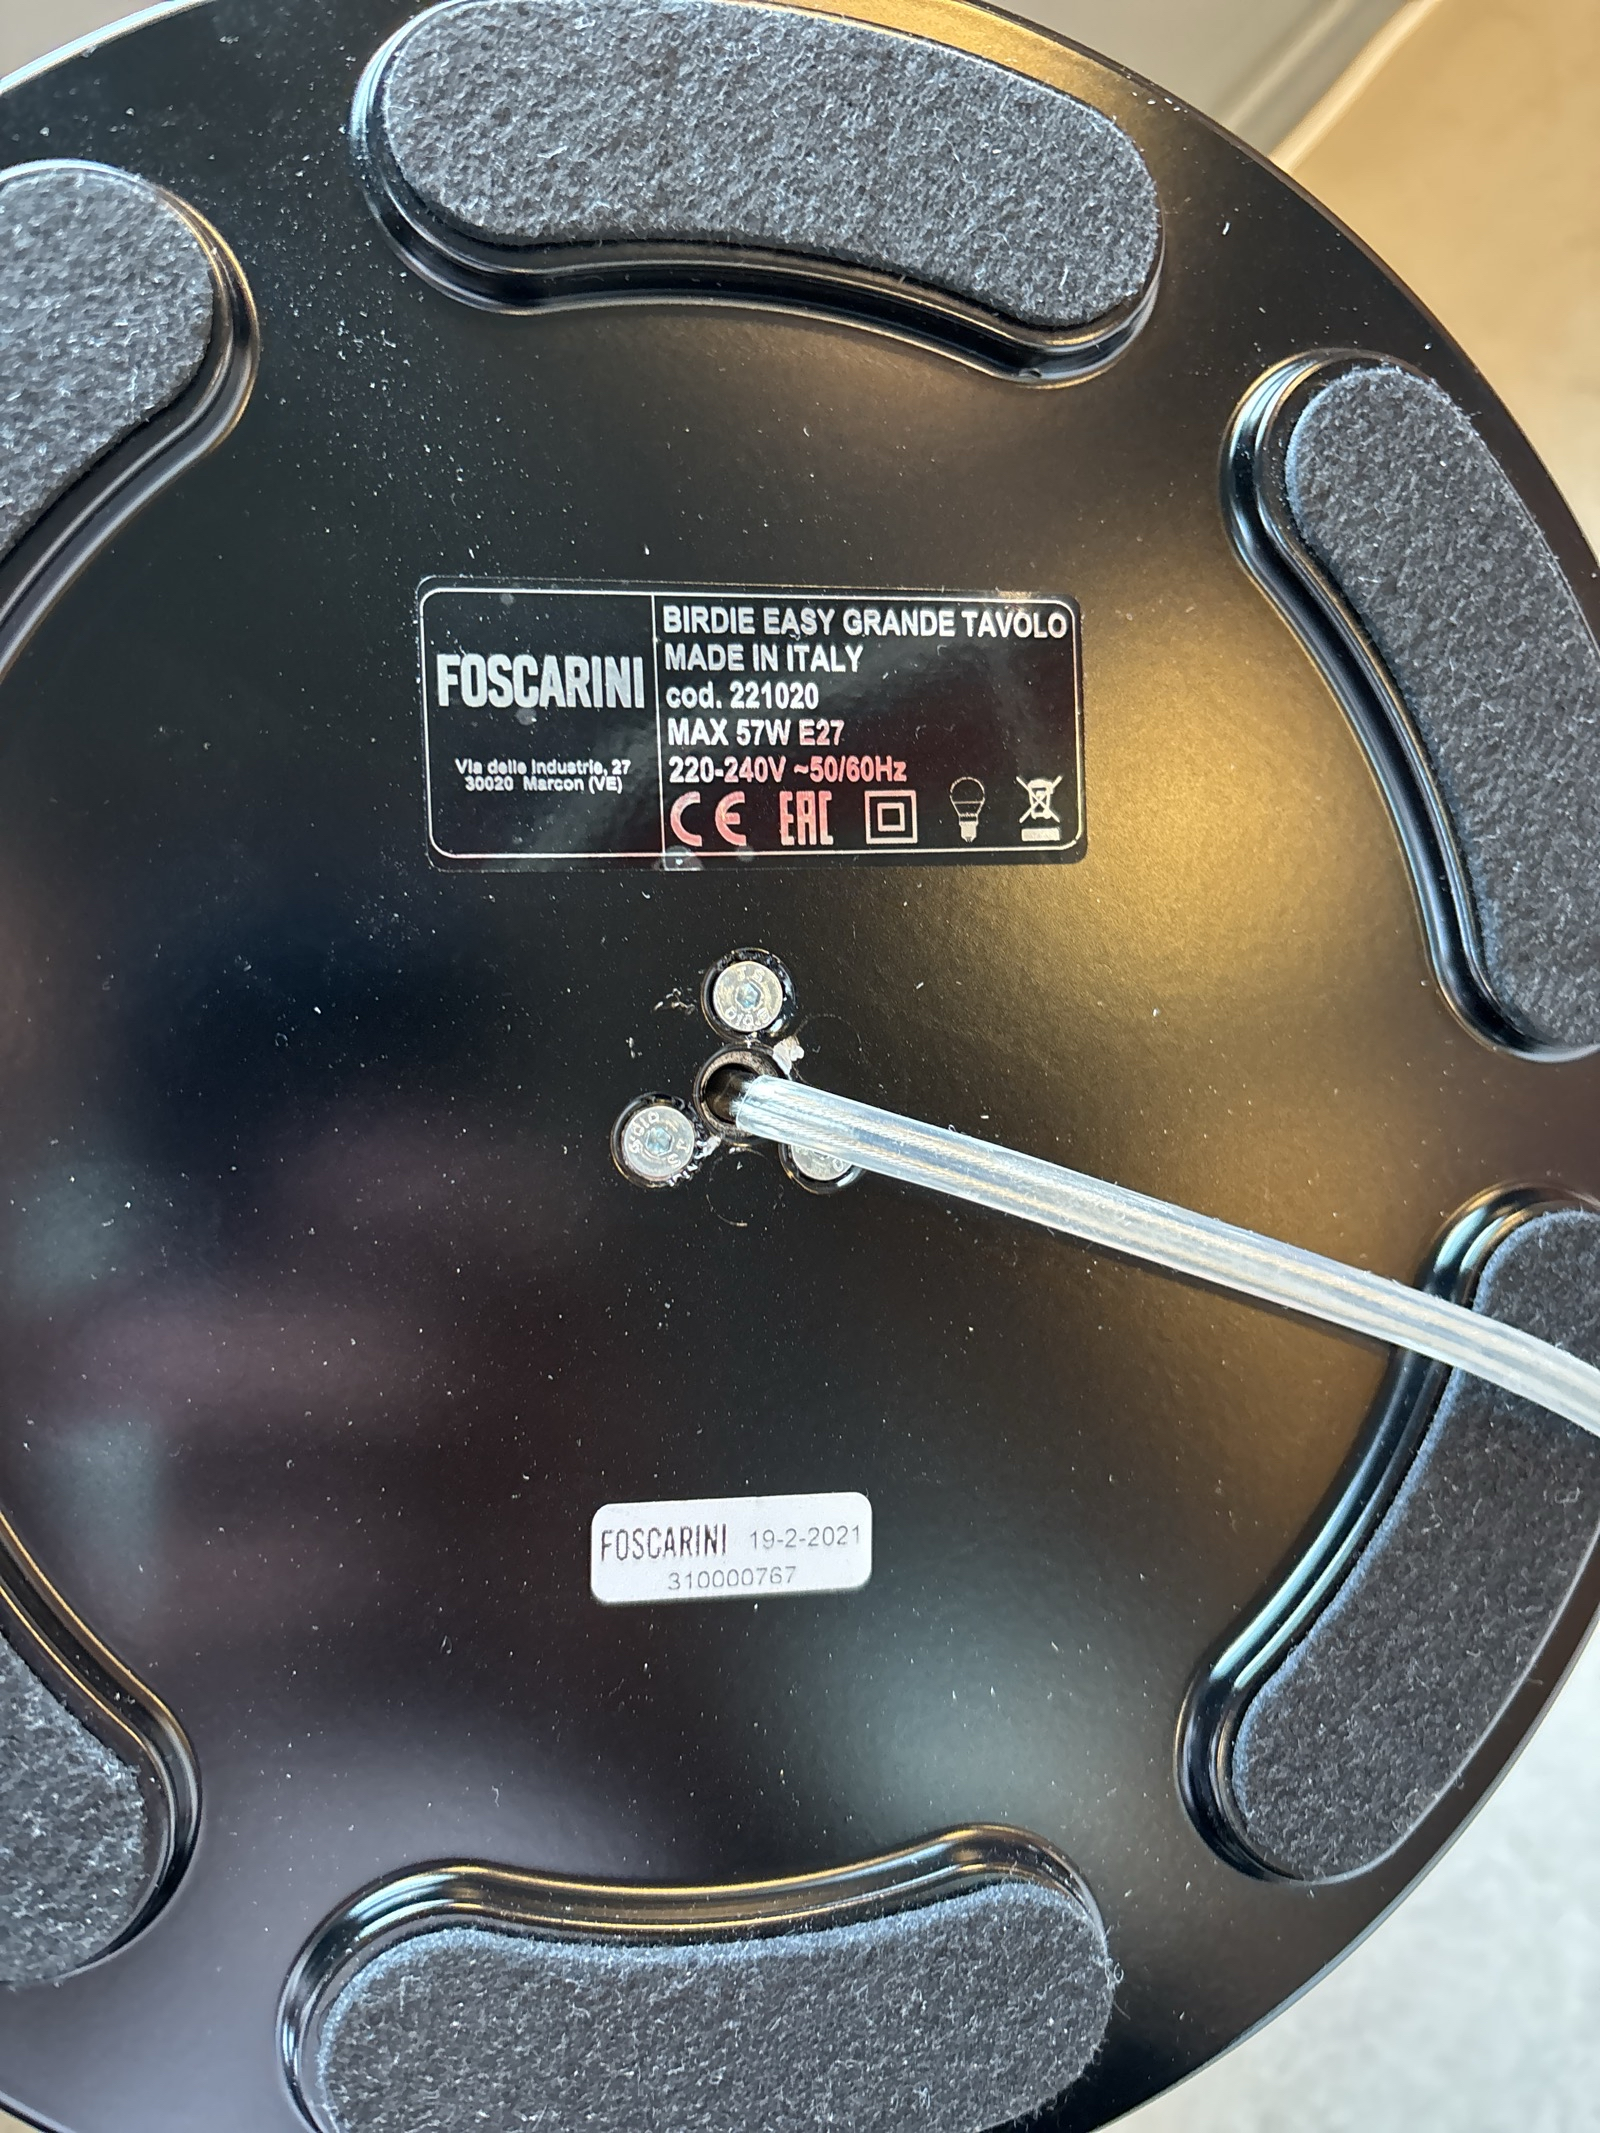 FOSCARINI
Via delle Industrie, 27
30020 Marcon (VE)
BIRDIE EASY GRANDE TAVOLO
MADE IN ITALY
cod. 221020
MAX 57W E27
220-240V ~50/60Hz
CE EAC
FOSCARINI 19-2-2021
310000767